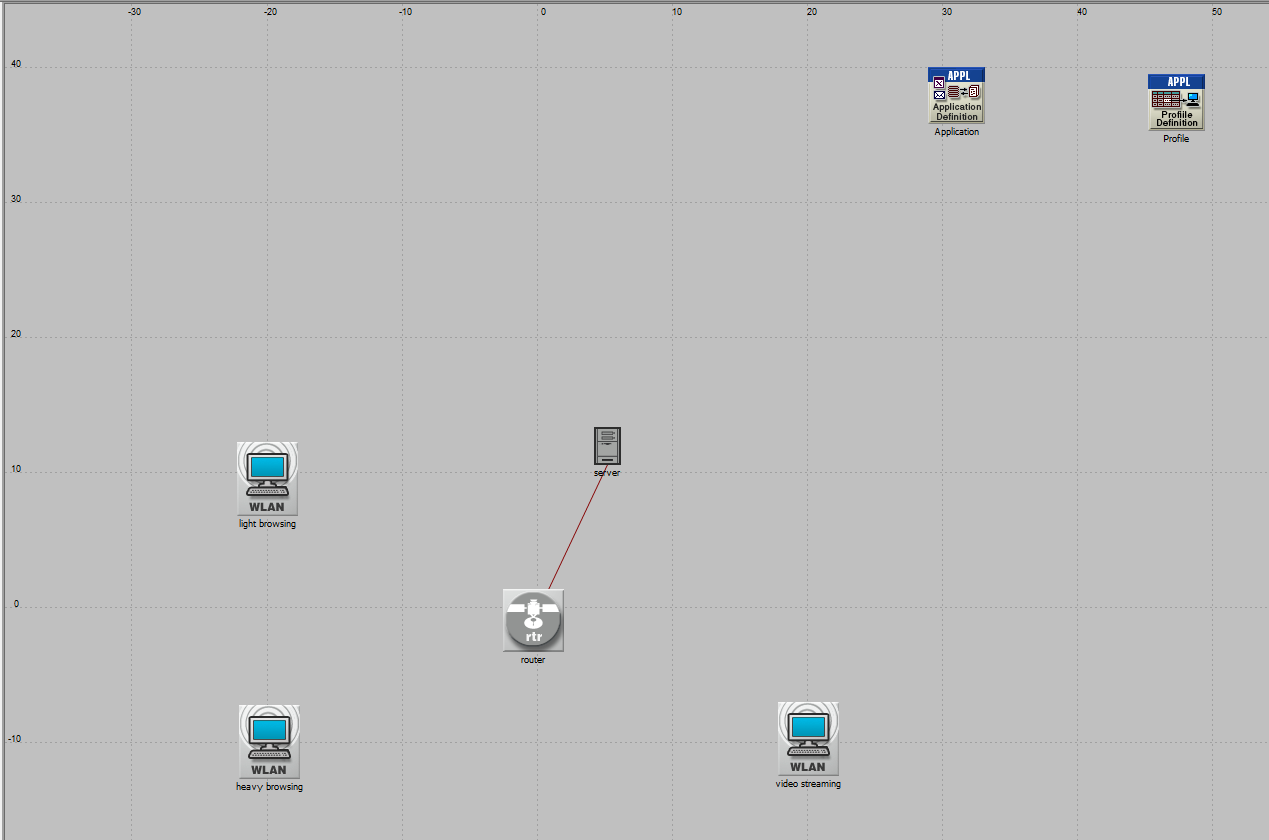 -30 -20 -10 0 10 20 30 40 50
40
APPL
Application
Definition
Application
APPL
Profile
Definition
Profile
30
20
server
10
WLAN
light browsing
0
rtr
router
-10
WLAN
heavy browsing
WLAN
video streaming